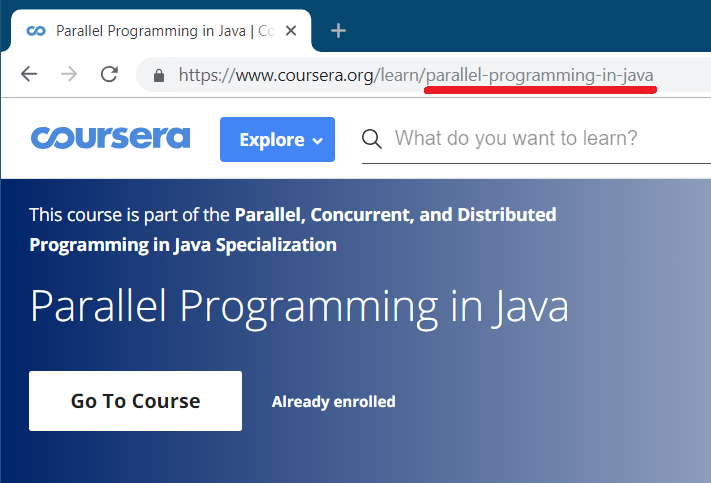 Parallel Programming in Java | Co
https://www.coursera.org/learn/parallel-programming-in-java
coursera
Explore
What do you want to learn?
This course is part of the Parallel, Concurrent, and Distributed
Programming in Java Specialization
Parallel Programming in Java
Go To Course
Already enrolled